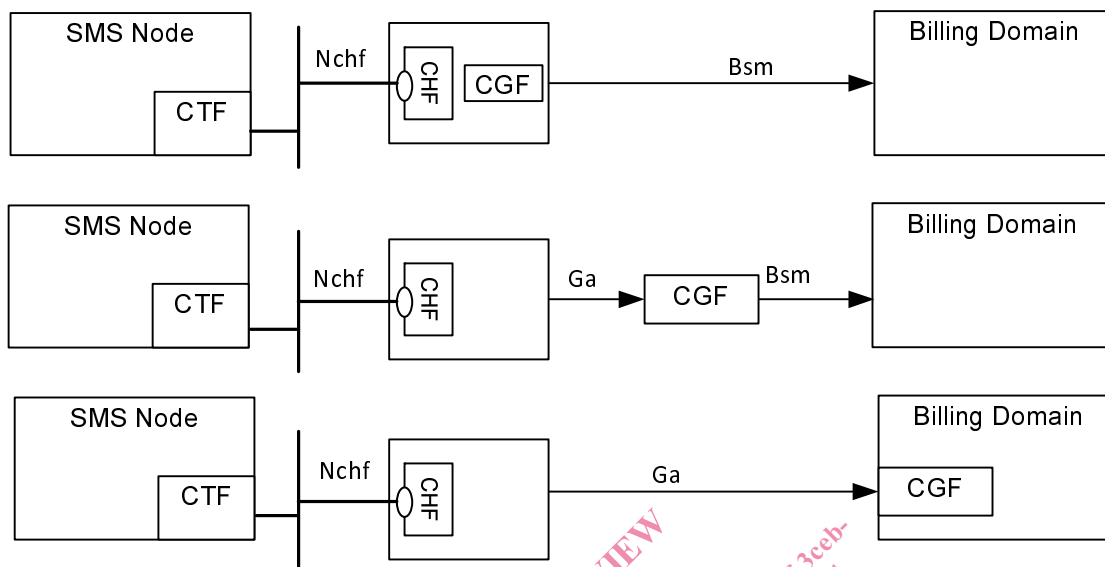 SMS Node
CTF
Nchf
CHF
CGF
Bsm
Billing Domain
SMS Node
CTF
Nchf
CHF
Ga
CGF
Bsm
Billing Domain
SMS Node
CTF
Nchf
CHF
Ga
CGF
Billing Domain